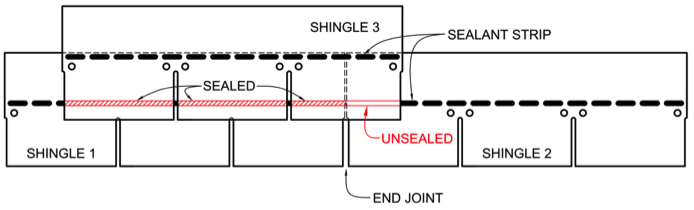 SHINGLE 3
SEALANT STRIP
SEALED
UNSEALED
SHINGLE 1
SHINGLE 2
END JOINT